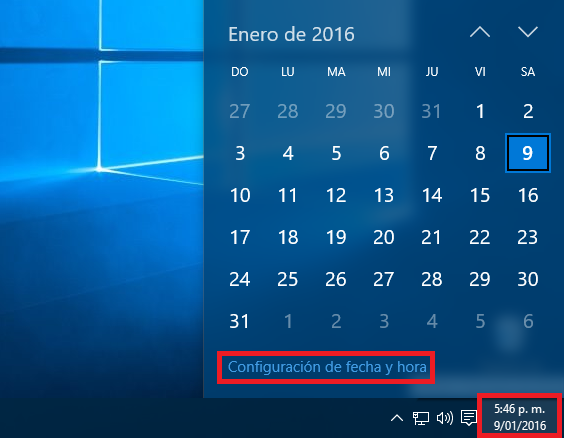 Enero de 2016
DO LU MA MI JU VI SA
27 28 29 30 31 1 2
3 4 5 6 7 8 9
10 11 12 13 14 15 16
17 18 19 20 21 22 23
24 25 26 27 28 29 30
31 1 2 3 4 5 6
Configuración de fecha y hora
5:46 p. m.
9/01/2016